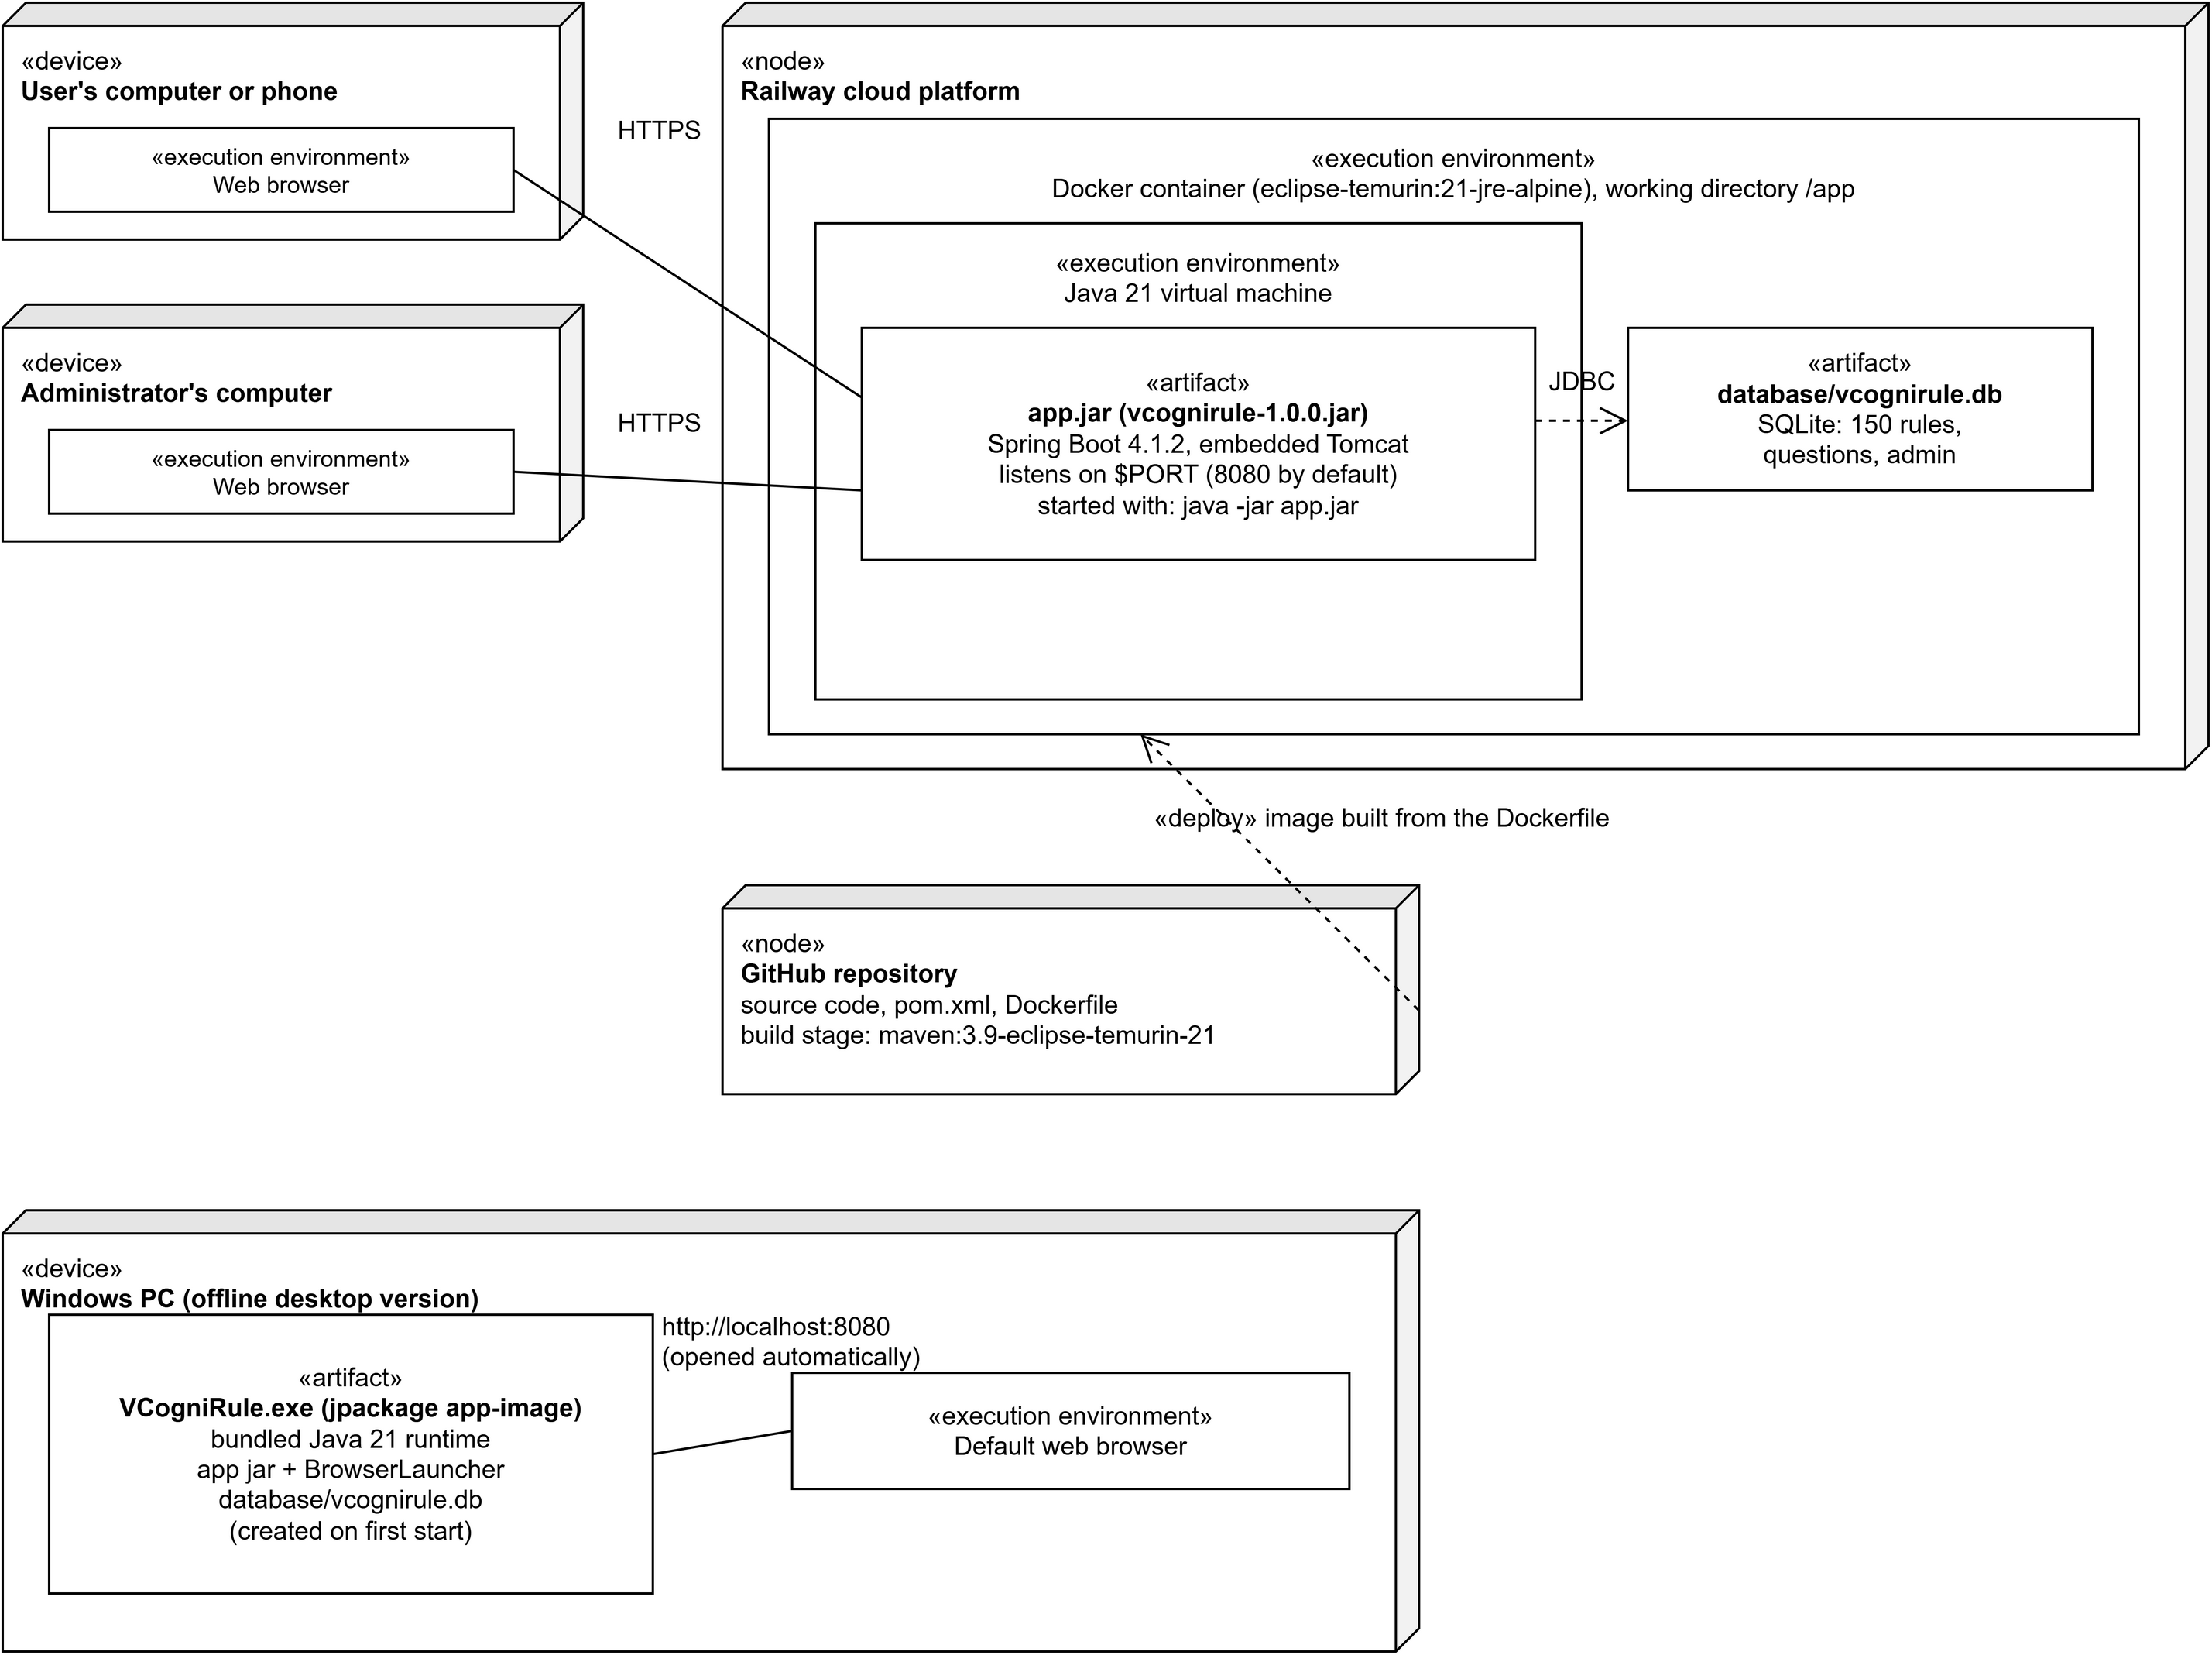 «device»
User's computer or phone
«execution environment»
Web browser
HTTPS
«device»
Administrator's computer
«execution environment»
Web browser
HTTPS
«node»
Railway cloud platform
«execution environment»
Docker container (eclipse-temurin:21-jre-alpine), working directory /app
«execution environment»
Java 21 virtual machine
«artifact»
app.jar (vcognirule-1.0.0.jar)
Spring Boot 4.1.2, embedded Tomcat
listens on $PORT (8080 by default)
started with: java -jar app.jar
JDBC
«artifact»
database/vcognirule.db
SQLite: 150 rules,
questions, admin
«deploy» image built from the Dockerfile
«node»
GitHub repository
source code, pom.xml, Dockerfile
build stage: maven:3.9-eclipse-temurin-21
«device»
Windows PC (offline desktop version)
«artifact»
VCogniRule.exe (jpackage app-image)
bundled Java 21 runtime
app jar + BrowserLauncher
database/vcognirule.db
(created on first start)
http://localhost:8080
(opened automatically)
«execution environment»
Default web browser